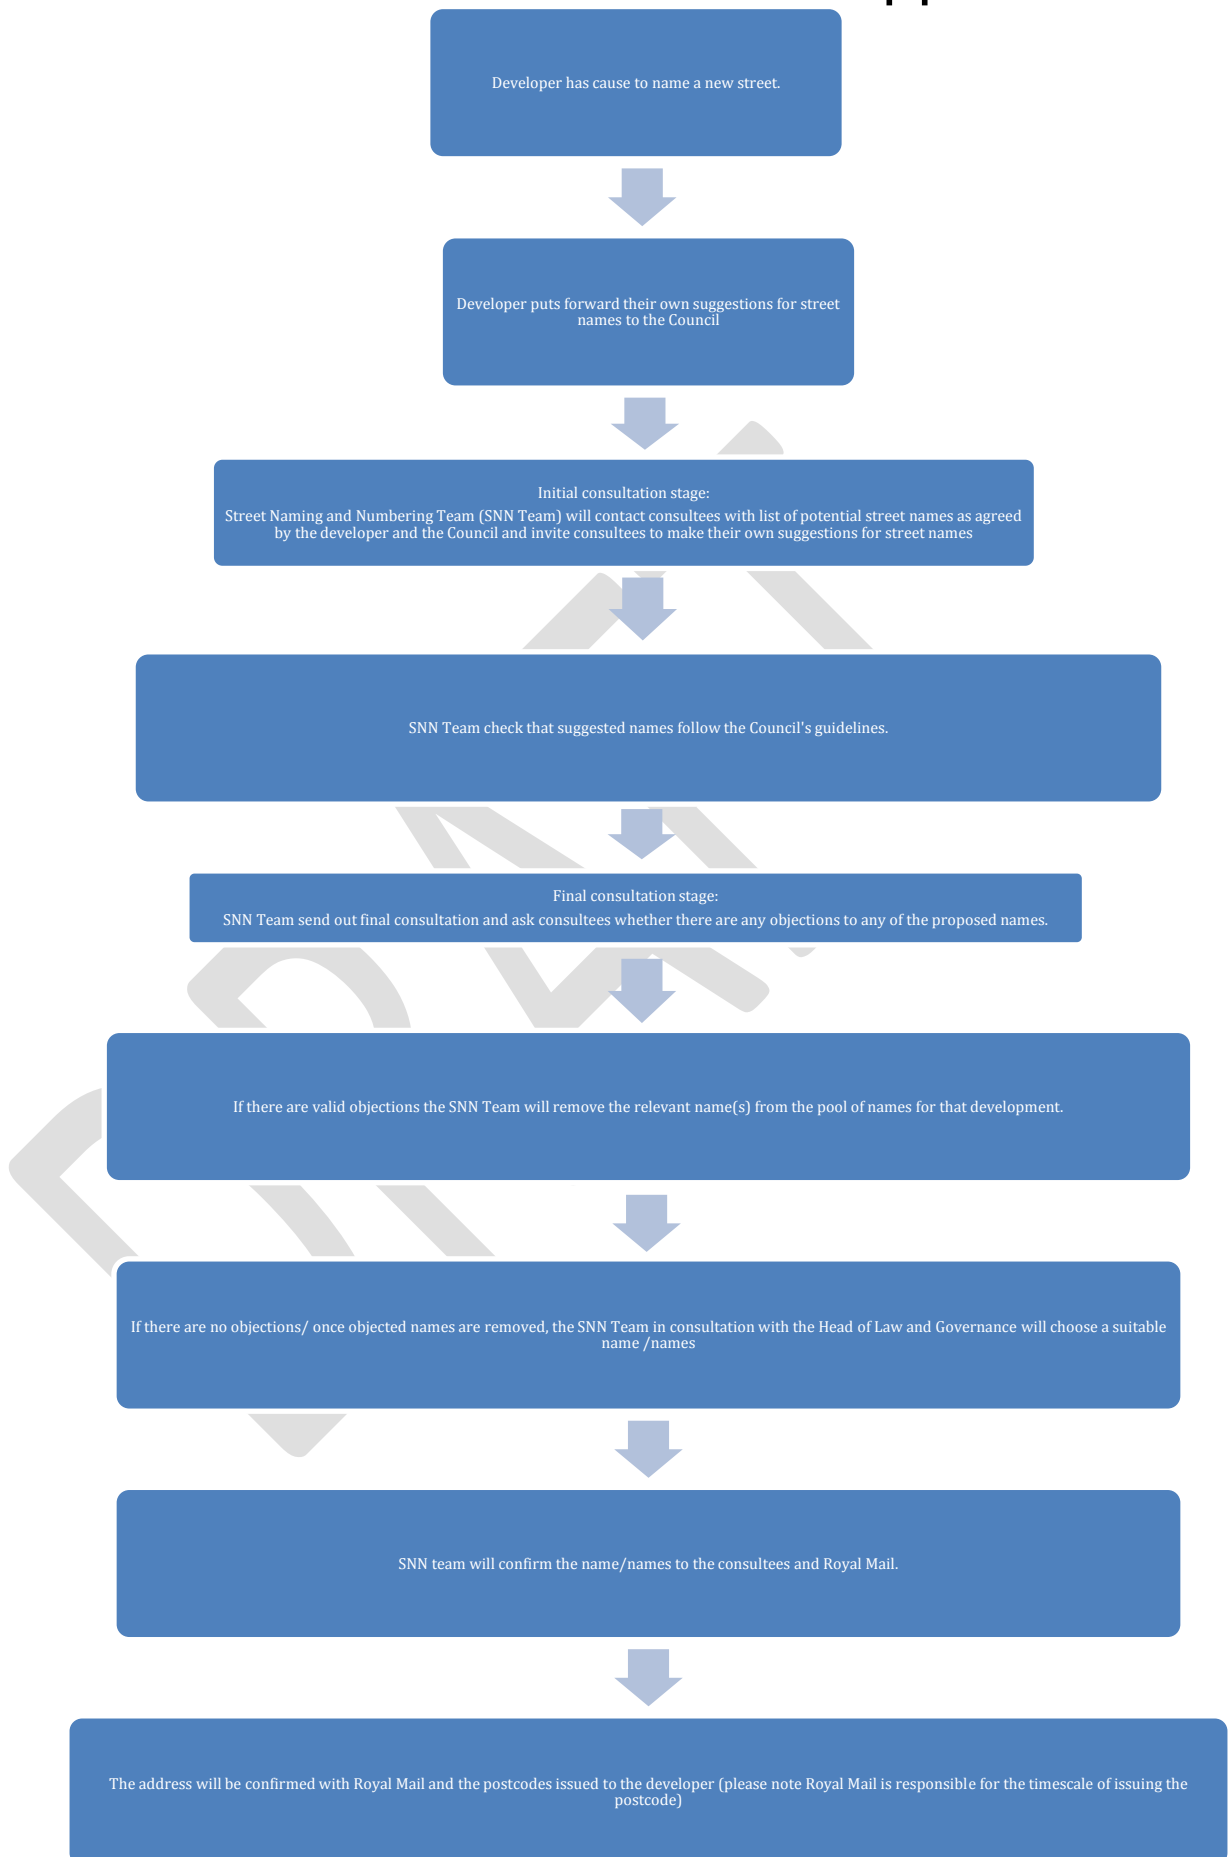 Developer has cause to name a new street.
Developer puts forward their own suggestions for street
names to the Council
Initial consultation stage:
Street Naming and Numbering Team (SNN Team) will contact consultees with list of potential street names as agreed
by the developer and the Council and invite consultees to make their own suggestions for street names
SNN Team check that suggested names follow the Council's guidelines.
Final consultation stage:
SNN Team send out final consultation and ask consultees whether there are any objections to any of the proposed names.
If there are valid objections the SNN Team will remove the relevant name(s) from the pool of names for that development.
If there are no objections/ once objected names are removed, the SNN Team in consultation with the Head of Law and Governance will choose a suitable
name /names
SNN team will confirm the name/names to the consultees and Royal Mail.
The address will be confirmed with Royal Mail and the postcodes issued to the developer (please note Royal Mail is responsible for the timescale of issuing the
postcode)